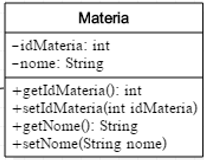 Materia
-idMateria: int
-nome: String
+getIdMateria(): int
+setIdMateria(int idMateria)
+getNome(): String
+setNome(String nome)